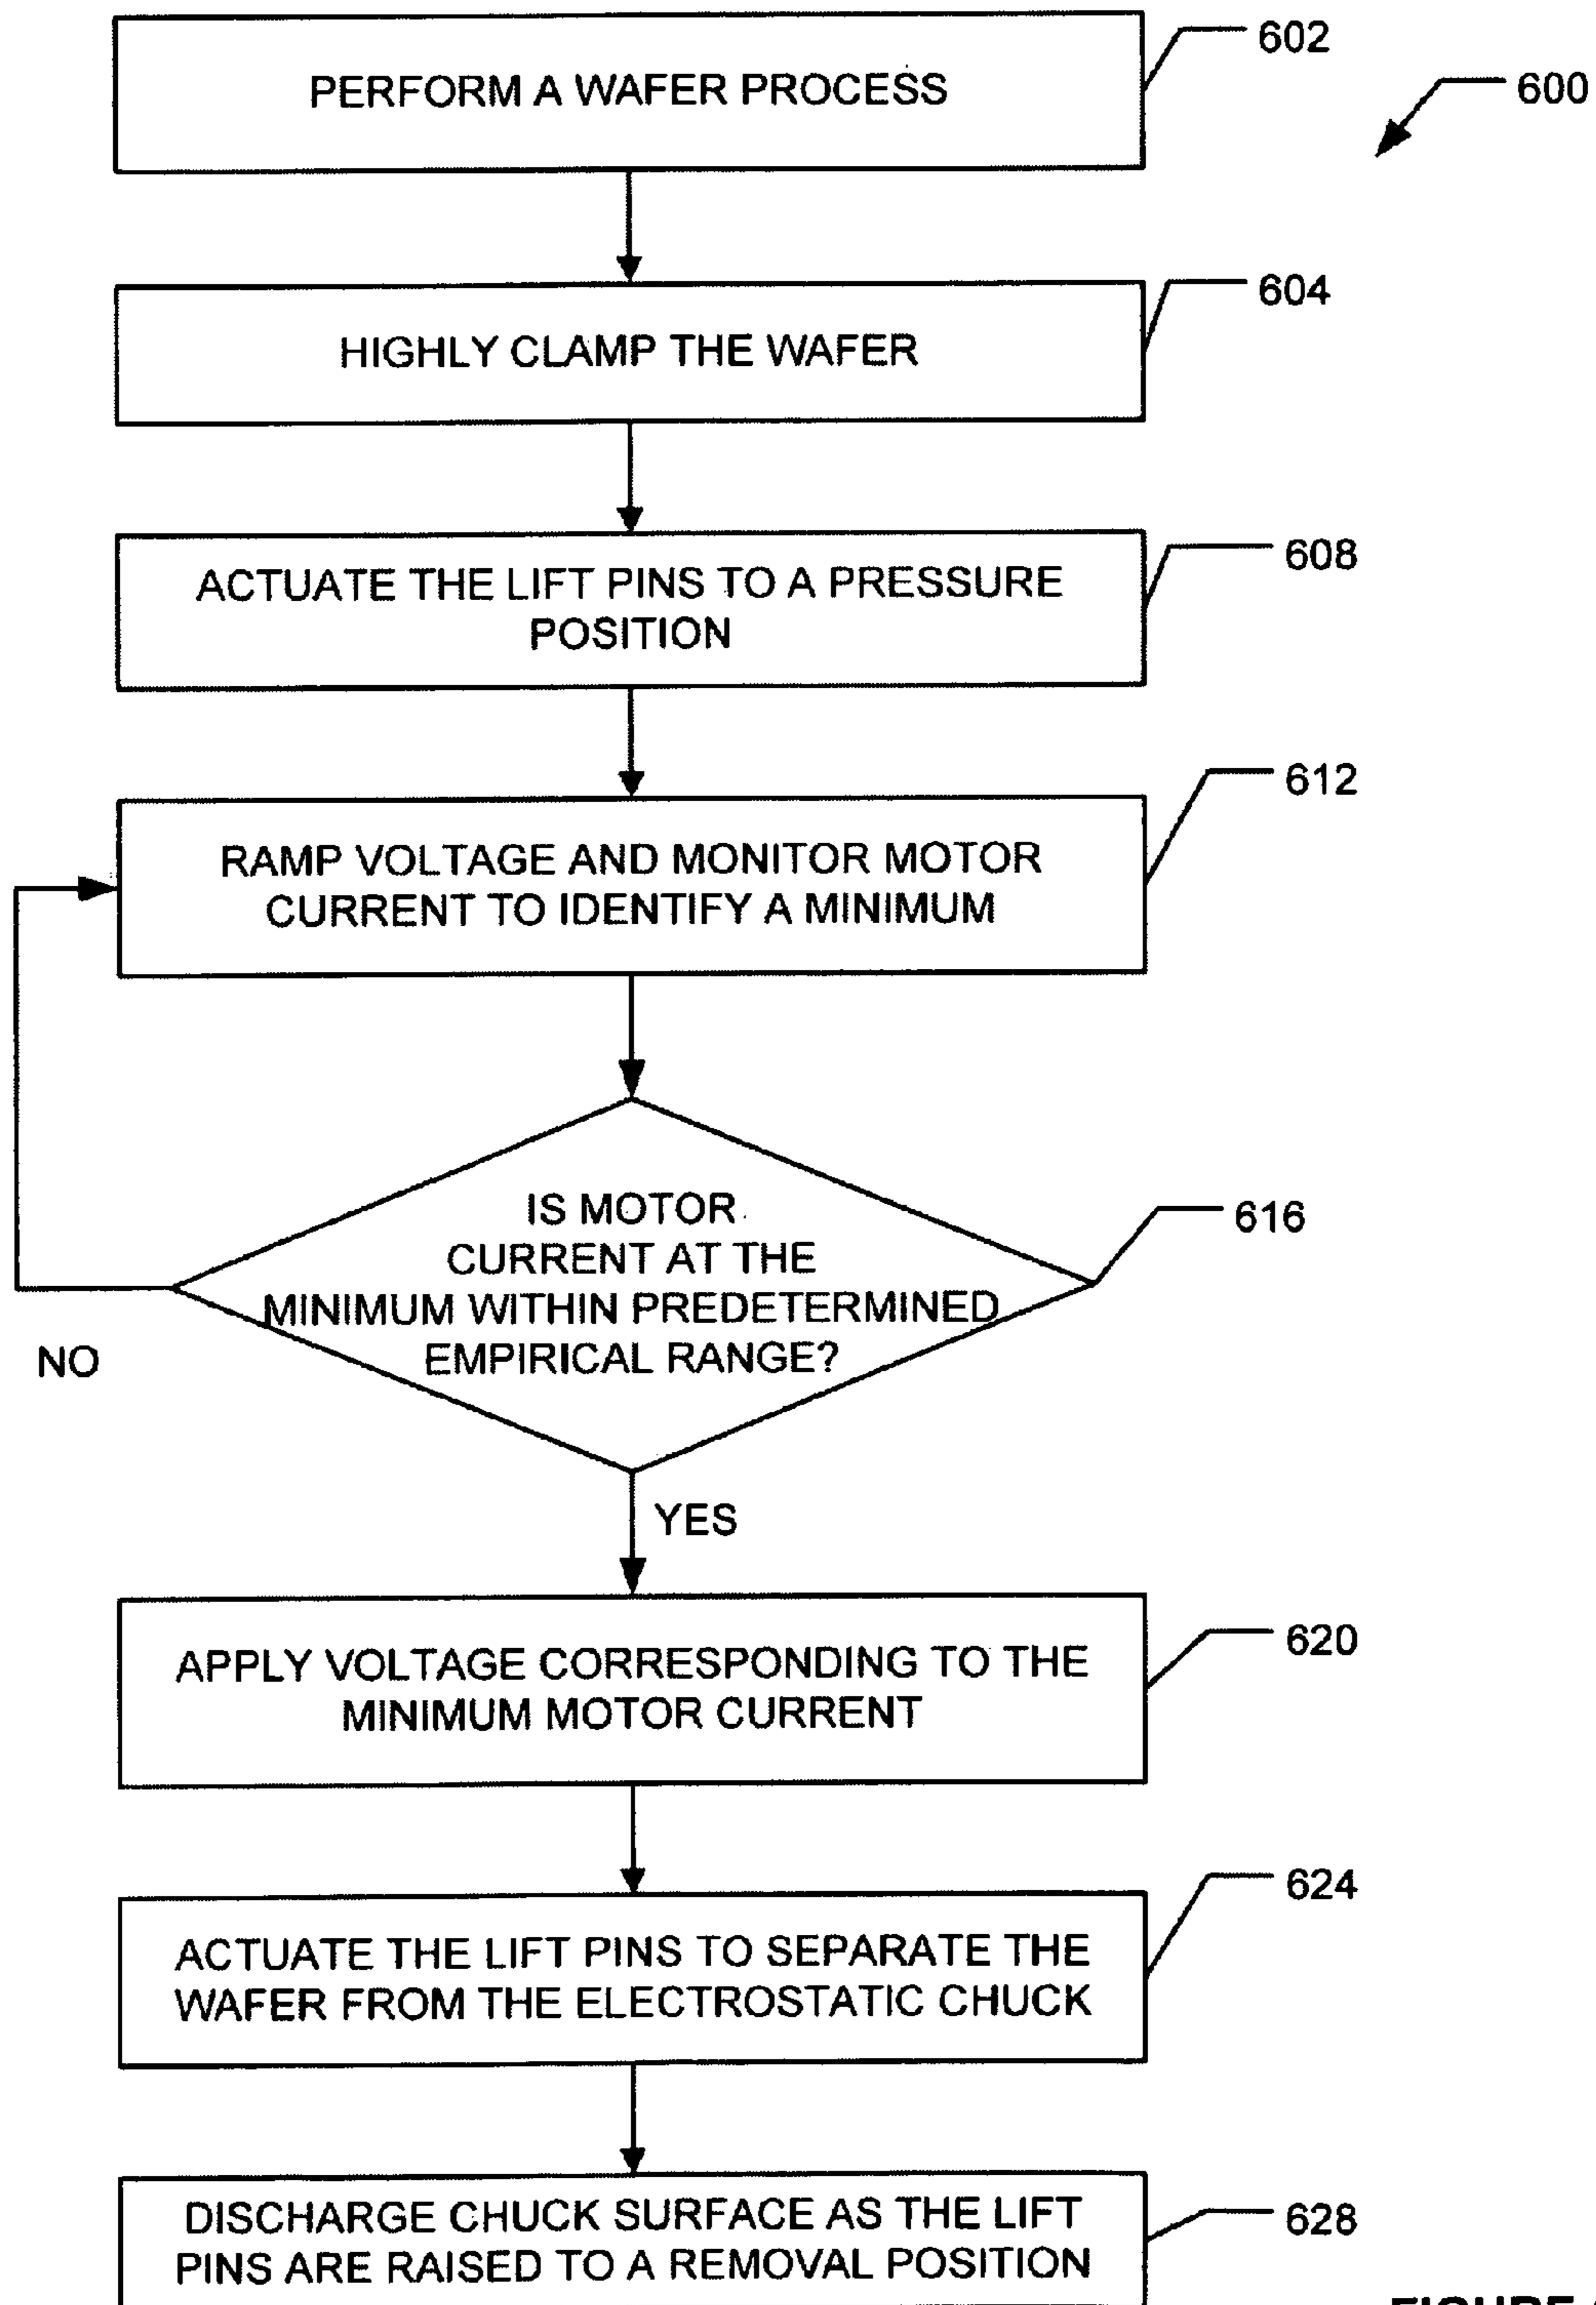 PERFORM A WAFER PROCESS
602
600
HIGHLY CLAMP THE WAFER
604
ACTUATE THE LIFT PINS TO A PRESSURE
POSITION
608
RAMP VOLTAGE AND MONITOR MOTOR
CURRENT TO IDENTIFY A MINIMUM
612
IS MOTOR
CURRENT AT THE
MINIMUM WITHIN PREDETERMINED
EMPIRICAL RANGE?
616
NO
YES
APPLY VOLTAGE CORRESPONDING TO THE
MINIMUM MOTOR CURRENT
620
ACTUATE THE LIFT PINS TO SEPARATE THE
WAFER FROM THE ELECTROSTATIC CHUCK
624
DISCHARGE CHUCK SURFACE AS THE LIFT
PINS ARE RAISED TO A REMOVAL POSITION
628
FIGURE